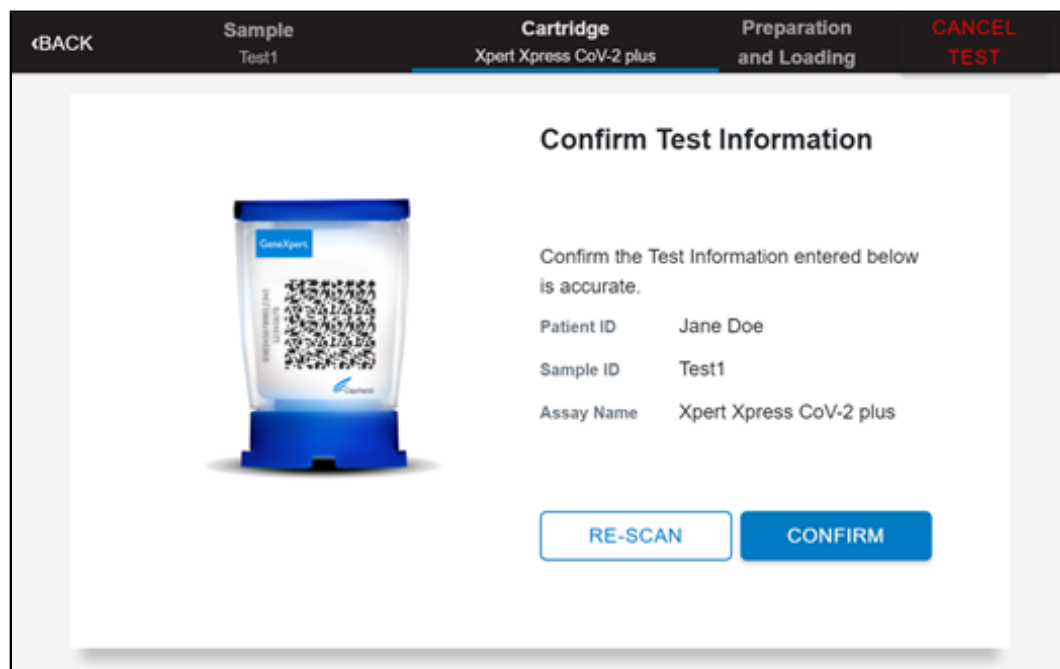 ‹BACK
Sample
Test1
Cartridge
Xpert Xpress CoV-2 plus
Preparation
and Loading
CANCEL
TEST
Confirm Test Information
GeneXpert
Cepheid
Confirm the Test Information entered below
is accurate.
Patient ID Jane Doe
Sample ID Test1
Assay Name Xpert Xpress CoV-2 plus
RE-SCAN CONFIRM